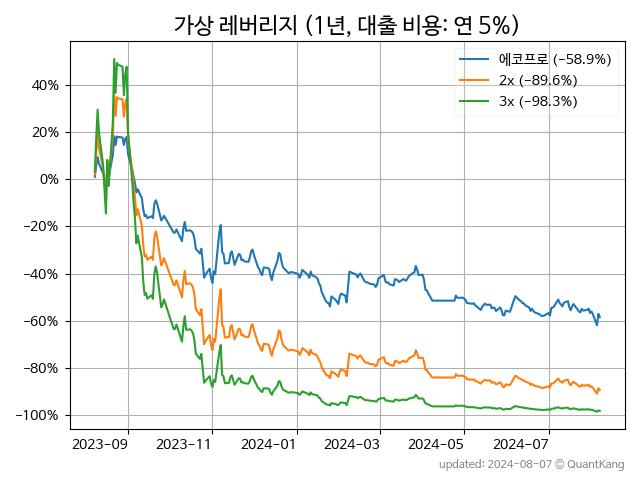 가상 레버리지 (1년, 대출 비용: 연 5%)
에코프로 (−58.9%)
2x (−89.6%)
3x (−98.3%)
40%
20%
0%
−20%
−40%
−60%
−80%
−100%
2023-09 2023-11 2024-01 2024-03 2024-05 2024-07
updated: 2024-08-07 © QuantKang